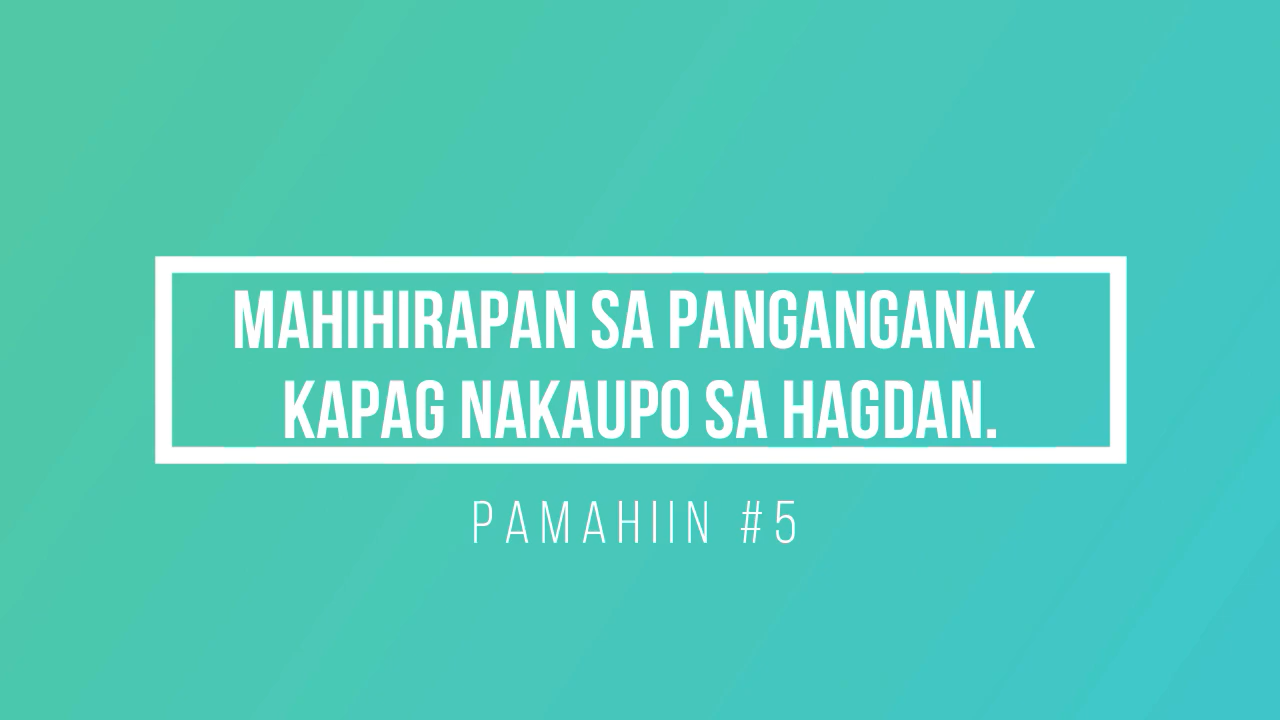 MAHIHIRAPAN SA PANGANGANAK
KAPAG NAKAUPO SA HAGDAN.
PAMAHIIN #5